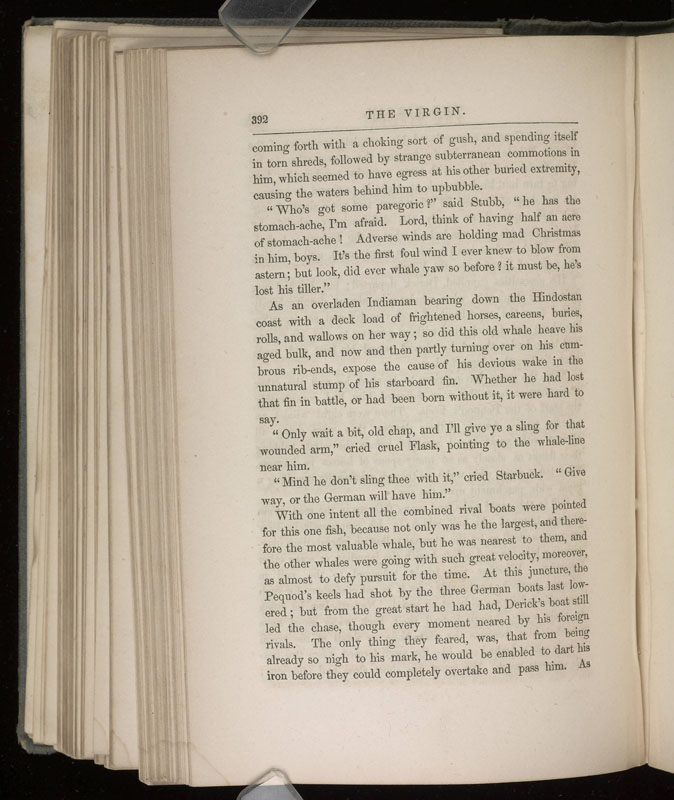 392
THE VIRGIN.
coming forth with a choking sort of gush, and spending itself
in torn shreds, followed by strange subterranean commotions in
him, which seemed to have egress at his other buried extremity,
causing the waters behind him to upbubble.
“Who's got some paregoric?” said Stubb, “he has the
stomach-ache, I'm afraid. Lord, think of having half an acre
of stomach-ache! Adverse winds are holding mad Christmas
in him, boys. It's the first foul wind I ever knew to blow from
astern; but look, did ever whale yaw so before? it must be, he's
lost his tiller.”
As an overladen Indiaman bearing down the Hindostan
coast with a deck load of frightened horses, careens, buries,
rolls, and wallows on her way; so did this old whale heave his
aged bulk, and now and then partly turning over on his cum-
brous rib-ends, expose the cause of his devious wake in the
unnatural stump of his starboard fin. Whether he had lost
that fin in battle, or had been born without it, it were hard to
say.
“Only wait a bit, old chap, and I'll give ye a sling for that
wounded arm,” cried cruel Flask, pointing to the whale-line
near him.
“Mind he don't sling thee with it,” cried Starbuck. “Give
way, or the German will have him.”
With one intent all the combined rival boats were pointed
for this one fish, because not only was he the largest, and there-
fore the most valuable whale, but he was nearest to them, and
the other whales were going with such great velocity, moreover,
as almost to defy pursuit for the time. At this juncture, the
Pequod's keels had shot by the three German boats last low-
ered; but from the great start he had had, Derick's boat still
led the chase, though every moment neared by his foreign
rivals. The only thing they feared, was, that from being
already so nigh to his mark, he would be enabled to dart his
iron before they could completely overtake and pass him. As